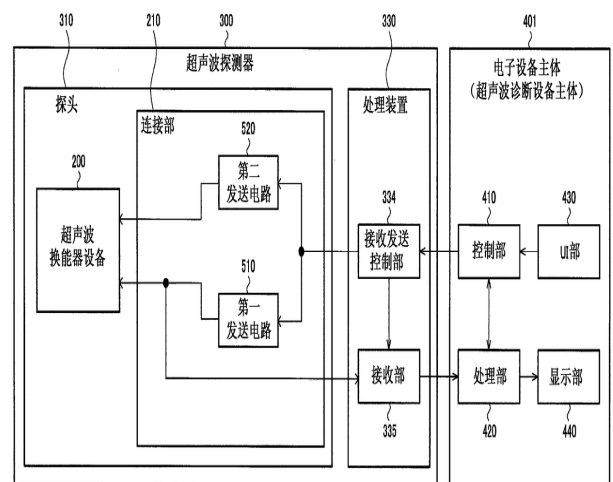 310
210
300
330
401
超声波探测器
电子设备主体
(超声波诊断设备主体)
探头
连接部
处理装置
200
520
334
410
430
超声波
换能器设备
第二
发送电路
接收发送
控制部
控制部
UI部
510
第一
发送电路
接收部
处理部
显示部
335
420
440